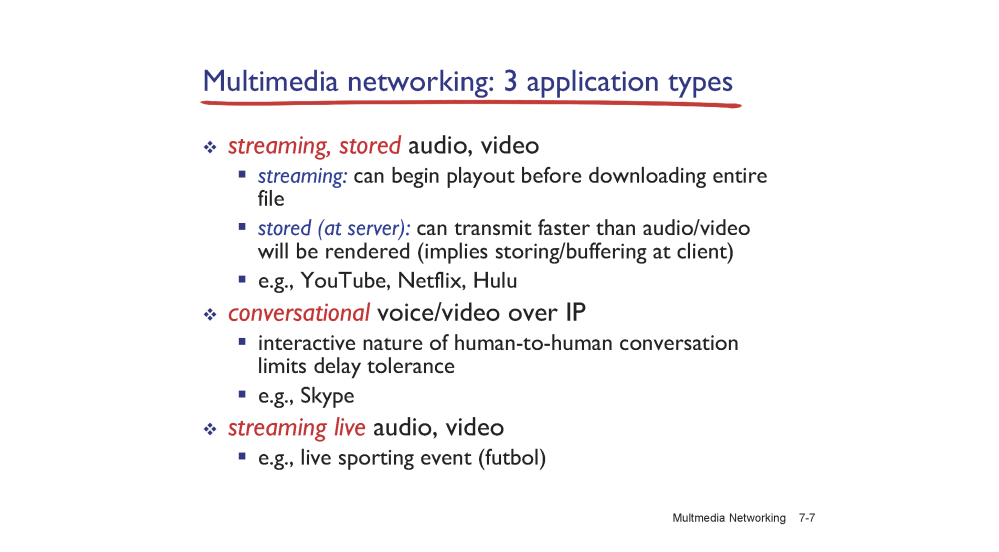 Multimedia networking: 3 application types
❖ streaming, stored audio, video
▪ streaming: can begin playout before downloading entire
file
▪ stored (at server): can transmit faster than audio/video
will be rendered (implies storing/buffering at client)
▪ e.g., YouTube, Netflix, Hulu
❖ conversational voice/video over IP
▪ interactive nature of human-to-human conversation
limits delay tolerance
▪ e.g., Skype
❖ streaming live audio, video
▪ e.g., live sporting event (futbol)
Multmedia Networking 7-7